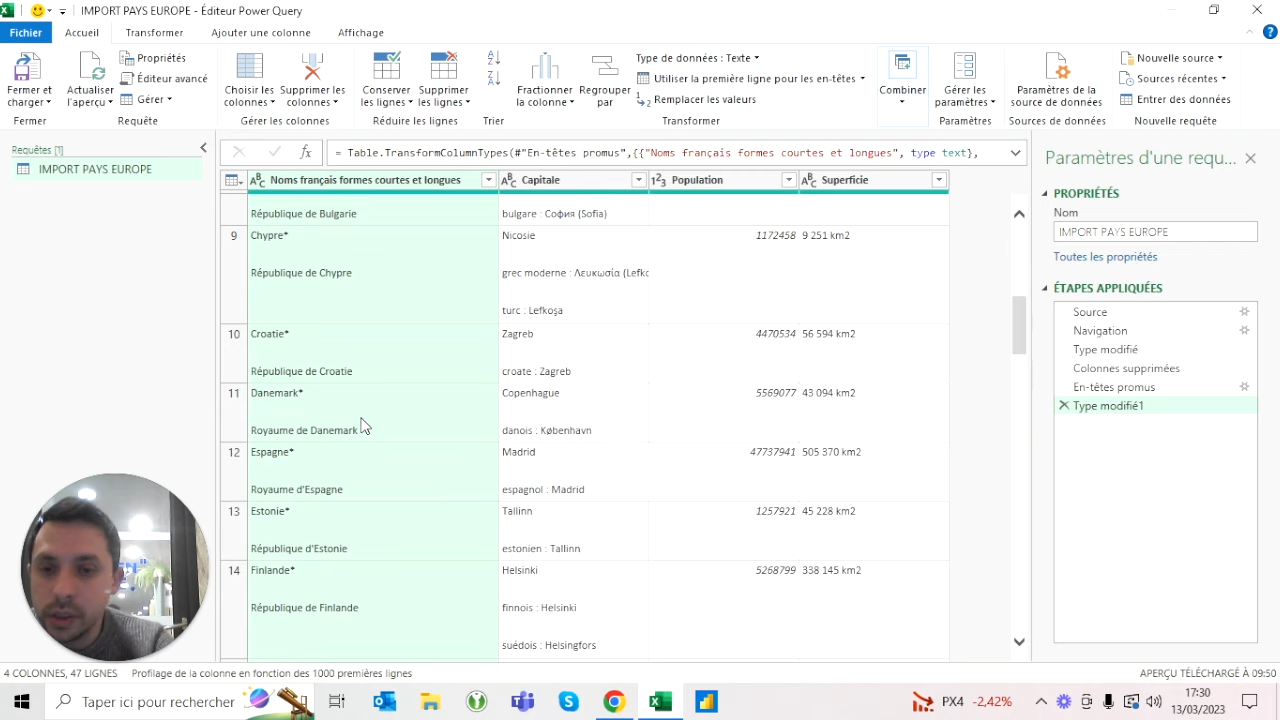 IMPORT PAYS EUROPE - Éditeur Power Query
Fichier Accueil Transformer Ajouter une colonne Affichage
Fermer et charger
Fermer
Actualiser l'aperçu
Propriétés
Éditeur avancé
Gérer
Requête
Choisir les colonnes
Supprimer les colonnes
Gérer les colonnes
Conserver les lignes
Supprimer les lignes
Réduire les lignes
Trier
Fractionner la colonne
Regrouper par
Type de données : Texte
Utiliser la première ligne pour les en-têtes
Remplacer les valeurs
Transformer
Combiner
Gérer les paramètres
Paramètres
Paramètres de la source de données
Sources de données
Nouvelle source
Sources récentes
Entrer des données
Nouvelle requête
Requêtes [1]
IMPORT PAYS EUROPE
= Table.TransformColumnTypes(#"En-têtes promus",{{"Noms français formes courtes et longues", type text},
Noms français formes courtes et longues Capitale Population Superficie
République de Bulgarie bulgare : София (Sofia)
9 Chypre* Nicosie 1172458 9 251 km2
République de Chypre grec moderne : Λευκωσία (Lefko
turc : Lefkoşa
10 Croatie* Zagreb 4470534 56 594 km2
République de Croatie croate : Zagreb
11 Danemark* Copenhague 5569077 43 094 km2
Royaume de Danemark danois : København
12 Espagne* Madrid 47737941 505 370 km2
Royaume d'Espagne espagnol : Madrid
13 Estonie* Tallinn 1257921 45 228 km2
République d'Estonie estonien : Tallinn
14 Finlande* Helsinki 5268799 338 145 km2
République de Finlande finnois : Helsinki
suédois : Helsingfors
Paramètres d'une requ...
PROPRIÉTÉS
Nom
IMPORT PAYS EUROPE
Toutes les propriétés
ÉTAPES APPLIQUÉES
Source
Navigation
Type modifié
Colonnes supprimées
En-têtes promus
Type modifié1
4 COLONNES, 47 LIGNES Profilage de la colonne en fonction des 1000 premières lignes
APERÇU TÉLÉCHARGÉ À 09:50
Taper ici pour rechercher
PX4 -2,42%
17:30
13/03/2023